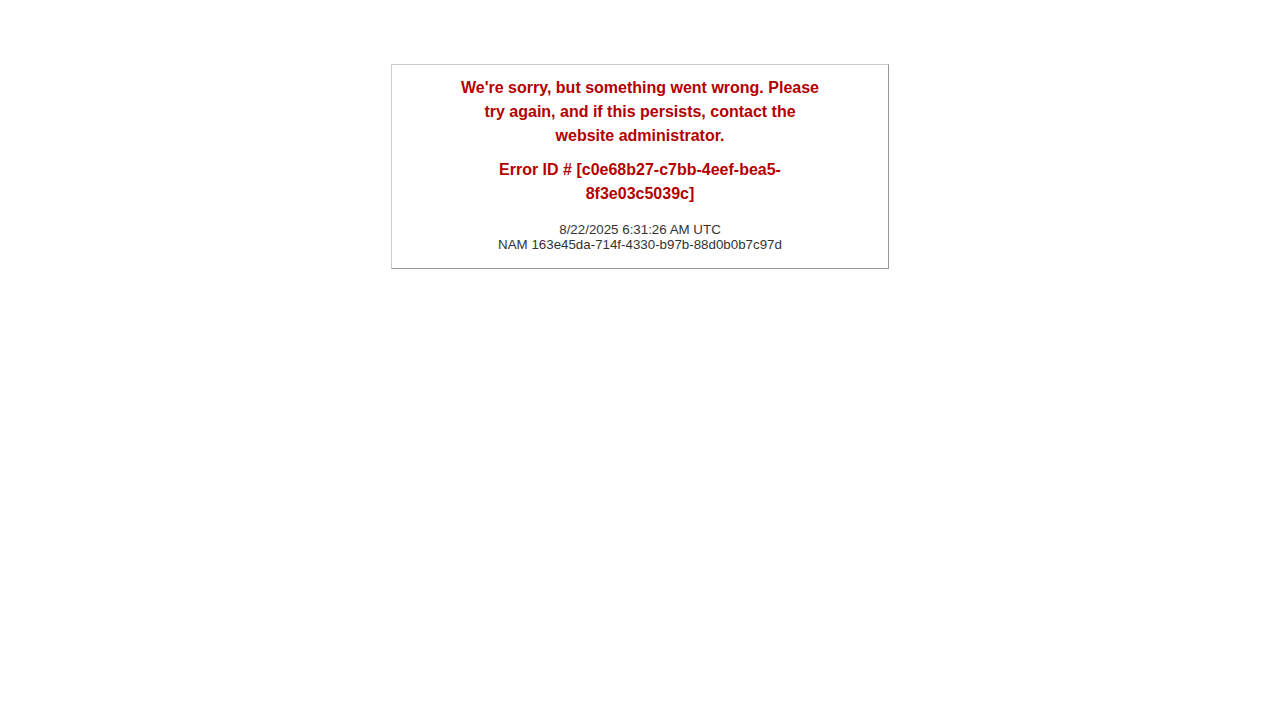 We're sorry, but something went wrong. Please
try again, and if this persists, contact the
website administrator.
Error ID # [c0e68b27-c7bb-4eef-bea5-
8f3e03c5039c]
8/22/2025 6:31:26 AM UTC
NAM 163e45da-714f-4330-b97b-88d0b0b7c97d